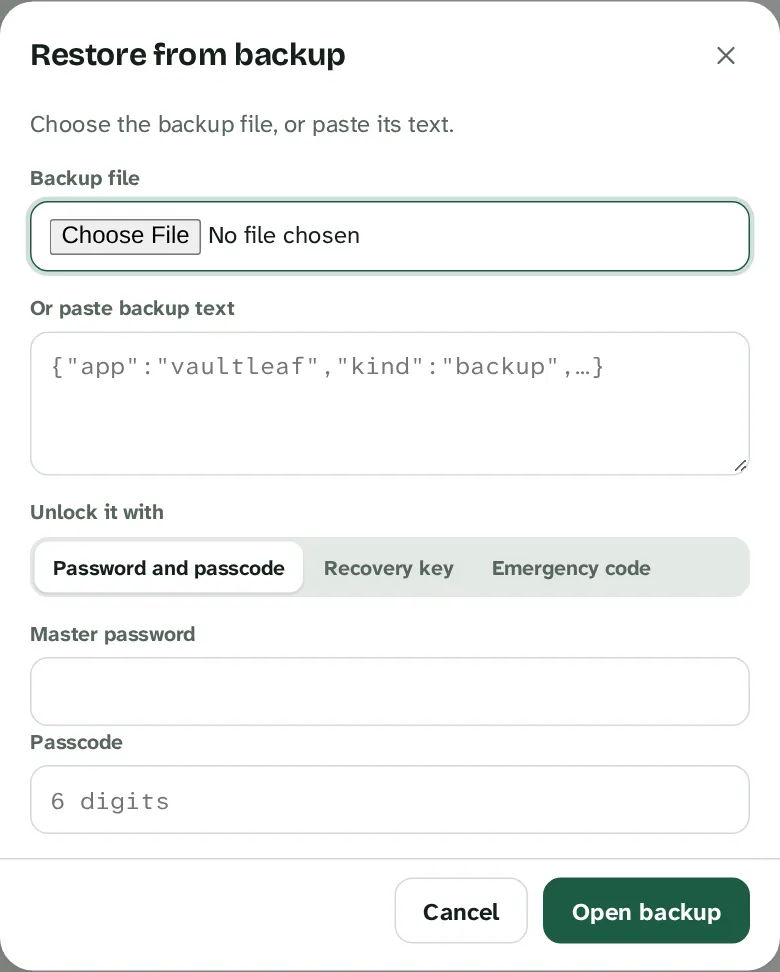 Restore from backup
Choose the backup file, or paste its text.
Backup file
Choose File No file chosen
Or paste backup text
{"app":"vaultleaf","kind":"backup",…}
Unlock it with
Password and passcode Recovery key Emergency code
Master password
Passcode
6 digits
Cancel Open backup